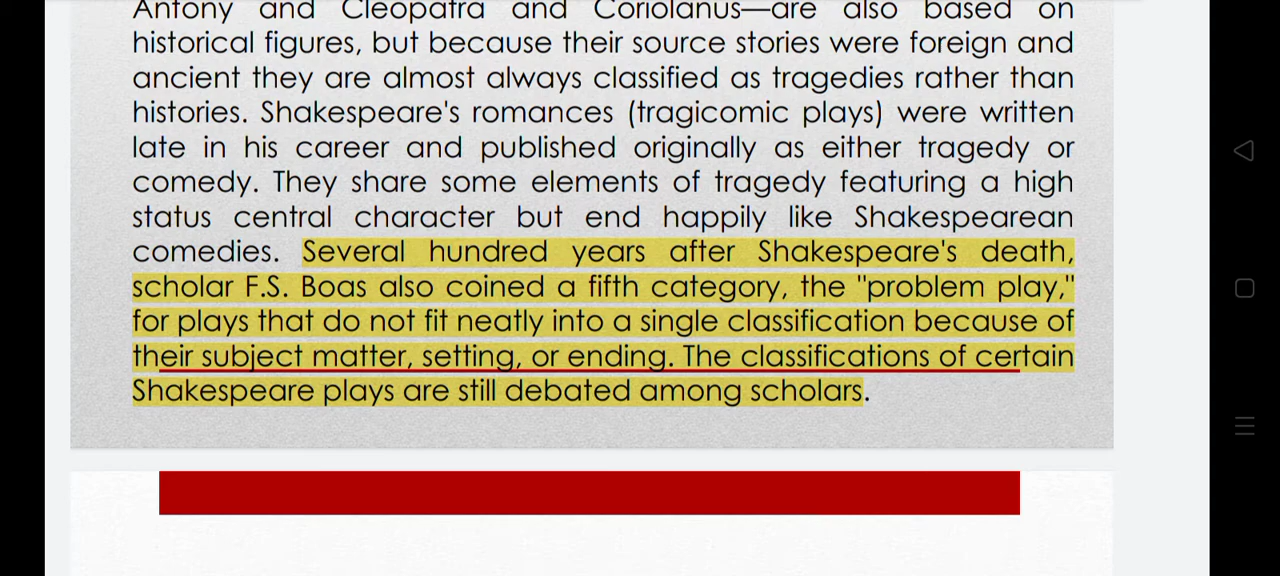 Antony and Cleopatra and Coriolanus—are also based on
historical figures, but because their source stories were foreign and
ancient they are almost always classified as tragedies rather than
histories. Shakespeare's romances (tragicomic plays) were written
late in his career and published originally as either tragedy or
comedy. They share some elements of tragedy featuring a high
status central character but end happily like Shakespearean
comedies. Several hundred years after Shakespeare's death,
scholar F.S. Boas also coined a fifth category, the "problem play,"
for plays that do not fit neatly into a single classification because of
their subject matter, setting, or ending. The classifications of certain
Shakespeare plays are still debated among scholars.